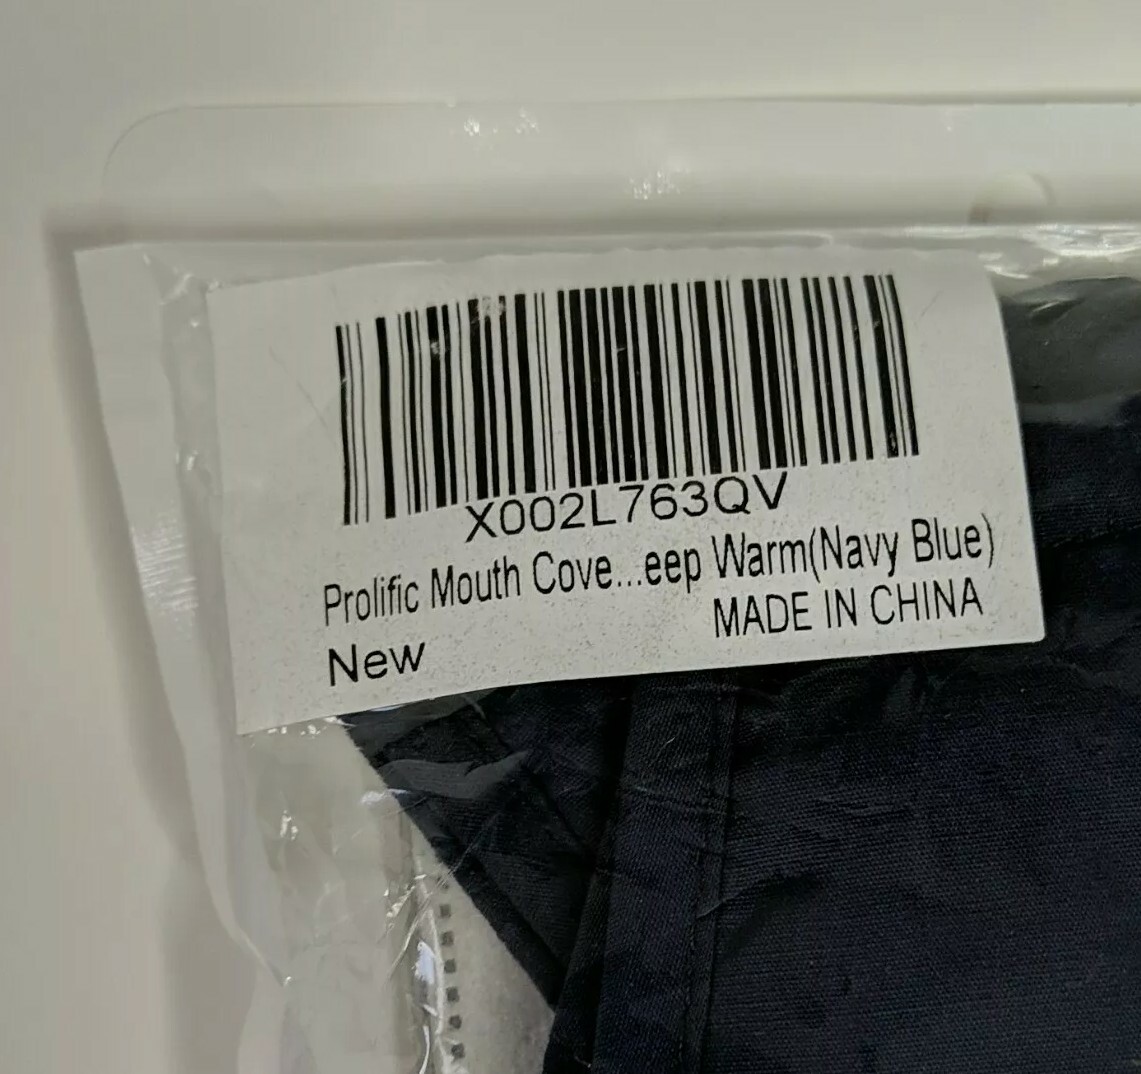 X002L763QV
Prolific Mouth Cove...eep Warm(Navy Blue)
MADE IN CHINA
New